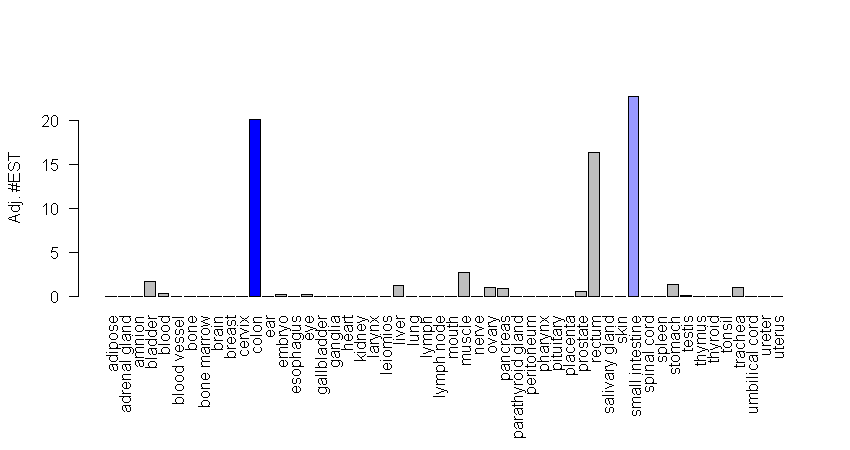 Adj. #EST
20
15
10
5
0
adipose
adrenal gland
amnion
bladder
blood
blood vessel
bone
bone marrow
brain
breast
cervix
colon
ear
embryo
esophagus
eye
gallbladder
ganglia
heart
kidney
larynx
leiomios
liver
lung
lymph
lymph node
mouth
muscle
nerve
ovary
pancreas
parathyroid gland
peritoneum
pharynx
pituitary
placenta
prostate
rectum
salivary gland
skin
small intestine
spinal cord
spleen
stomach
testis
thymus
thyroid
tonsil
trachea
umbilical cord
ureter
uterus